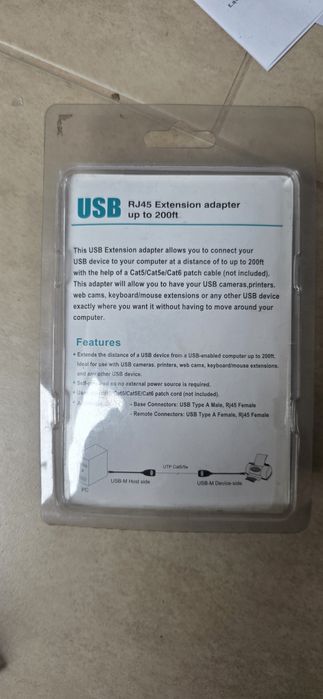 USB RJ45 Extension adapter
up to 200ft
This USB Extension adapter allows you to connect your
USB device to your computer at a distance of to up to 200ft
with the help of a Cat5/Cat5e/Cat6 patch cable (not included).
This adapter will allow you to have your USB cameras,printers.
web cams, keyboard/mouse extensions or any other USB device
exactly where you want it without having to move around your
computer.
Features
• Extends the distance of a USB device from a USB-enabled computer up to 200ft.
Ideal for use with USB cameras, printers, web cams, keyboard/mouse extensions.
and any other USB device.
as no external power source is required.
Cat5/Cat5E/Cat6 patch cord (not included).
- Base Connectors: USB Type A Male, Rj45 Female
- Remote Connectors: USB Type A Female, Rj45 Female
UTP Cat5/5e
PC USB-M Host side USB-M Device-side